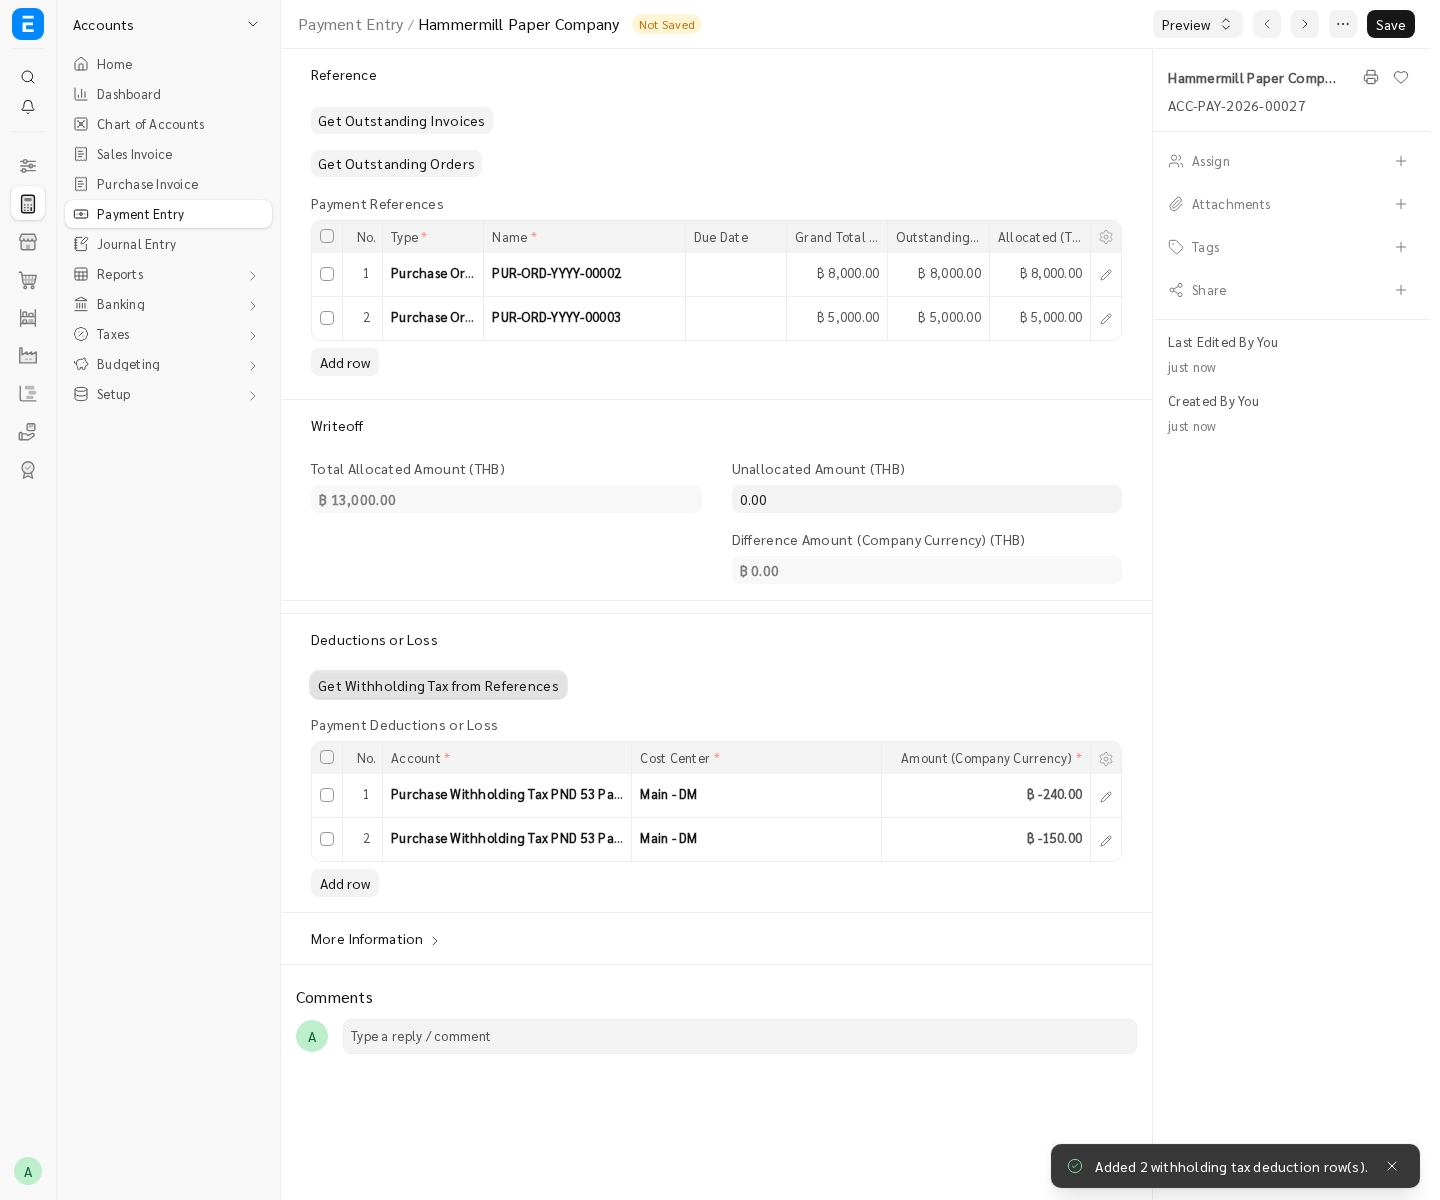 Accounts
Home
Dashboard
Chart of Accounts
Sales Invoice
Purchase Invoice
Payment Entry
Journal Entry
Reports
Banking
Taxes
Budgeting
Setup
A
Payment Entry / Hammermill Paper Company Not Saved
Preview
Save
Reference
Get Outstanding Invoices
Get Outstanding Orders
Payment References
No. Type * Name * Due Date Grand Total ... Outstanding... Allocated (T...
1 Purchase Or... PUR-ORD-YYYY-00002 ฿ 8,000.00 ฿ 8,000.00 ฿ 8,000.00
2 Purchase Or... PUR-ORD-YYYY-00003 ฿ 5,000.00 ฿ 5,000.00 ฿ 5,000.00
Add row
Writeoff
Total Allocated Amount (THB)
฿ 13,000.00
Unallocated Amount (THB)
0.00
Difference Amount (Company Currency) (THB)
฿ 0.00
Deductions or Loss
Get Withholding Tax from References
Payment Deductions or Loss
No. Account * Cost Center * Amount (Company Currency) *
1 Purchase Withholding Tax PND 53 Pa... Main - DM ฿ -240.00
2 Purchase Withholding Tax PND 53 Pa... Main - DM ฿ -150.00
Add row
More Information
Comments
A
Type a reply / comment
Hammermill Paper Comp...
ACC-PAY-2026-00027
Assign
Attachments
Tags
Share
Last Edited By You
just now
Created By You
just now
Added 2 withholding tax deduction row(s).